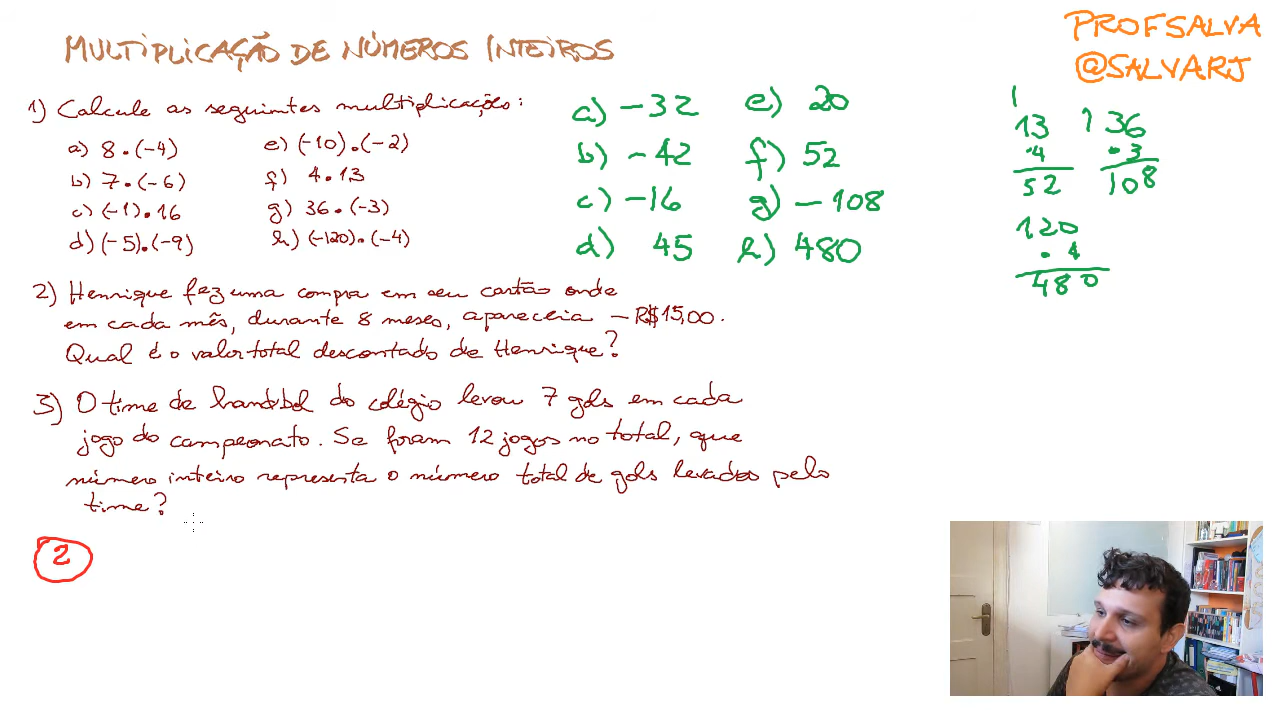 MULTIPLICAÇÃO DE NÚMEROS INTEIROS
PROFSALVA
@SALVARJ
1) Calcule as seguintes multiplicações:
a) 8 · (-4)
e) (-10) · (-2)
b) 7 · (-6)
f) 4 · 13
c) (-1) · 16
g) 36 · (-3)
d) (-5) · (-9)
h) (-120) · (-4)
a) -32
e) 20
b) -42
f) 52
c) -16
g) -108
d) 45
h) 480
1
13
·4
52
1
36
·3
108
120
·4
480
2) Henrique fez uma compra em seu cartão onde
em cada mês, durante 8 meses, aparecia -R$15,00.
Qual é o valor total descontado de Henrique?
3) O time de handebol do colégio levou 7 gols em cada
jogo do campeonato. Se foram 12 jogos no total, que
número inteiro representa o número total de gols levados pelo
time?
2